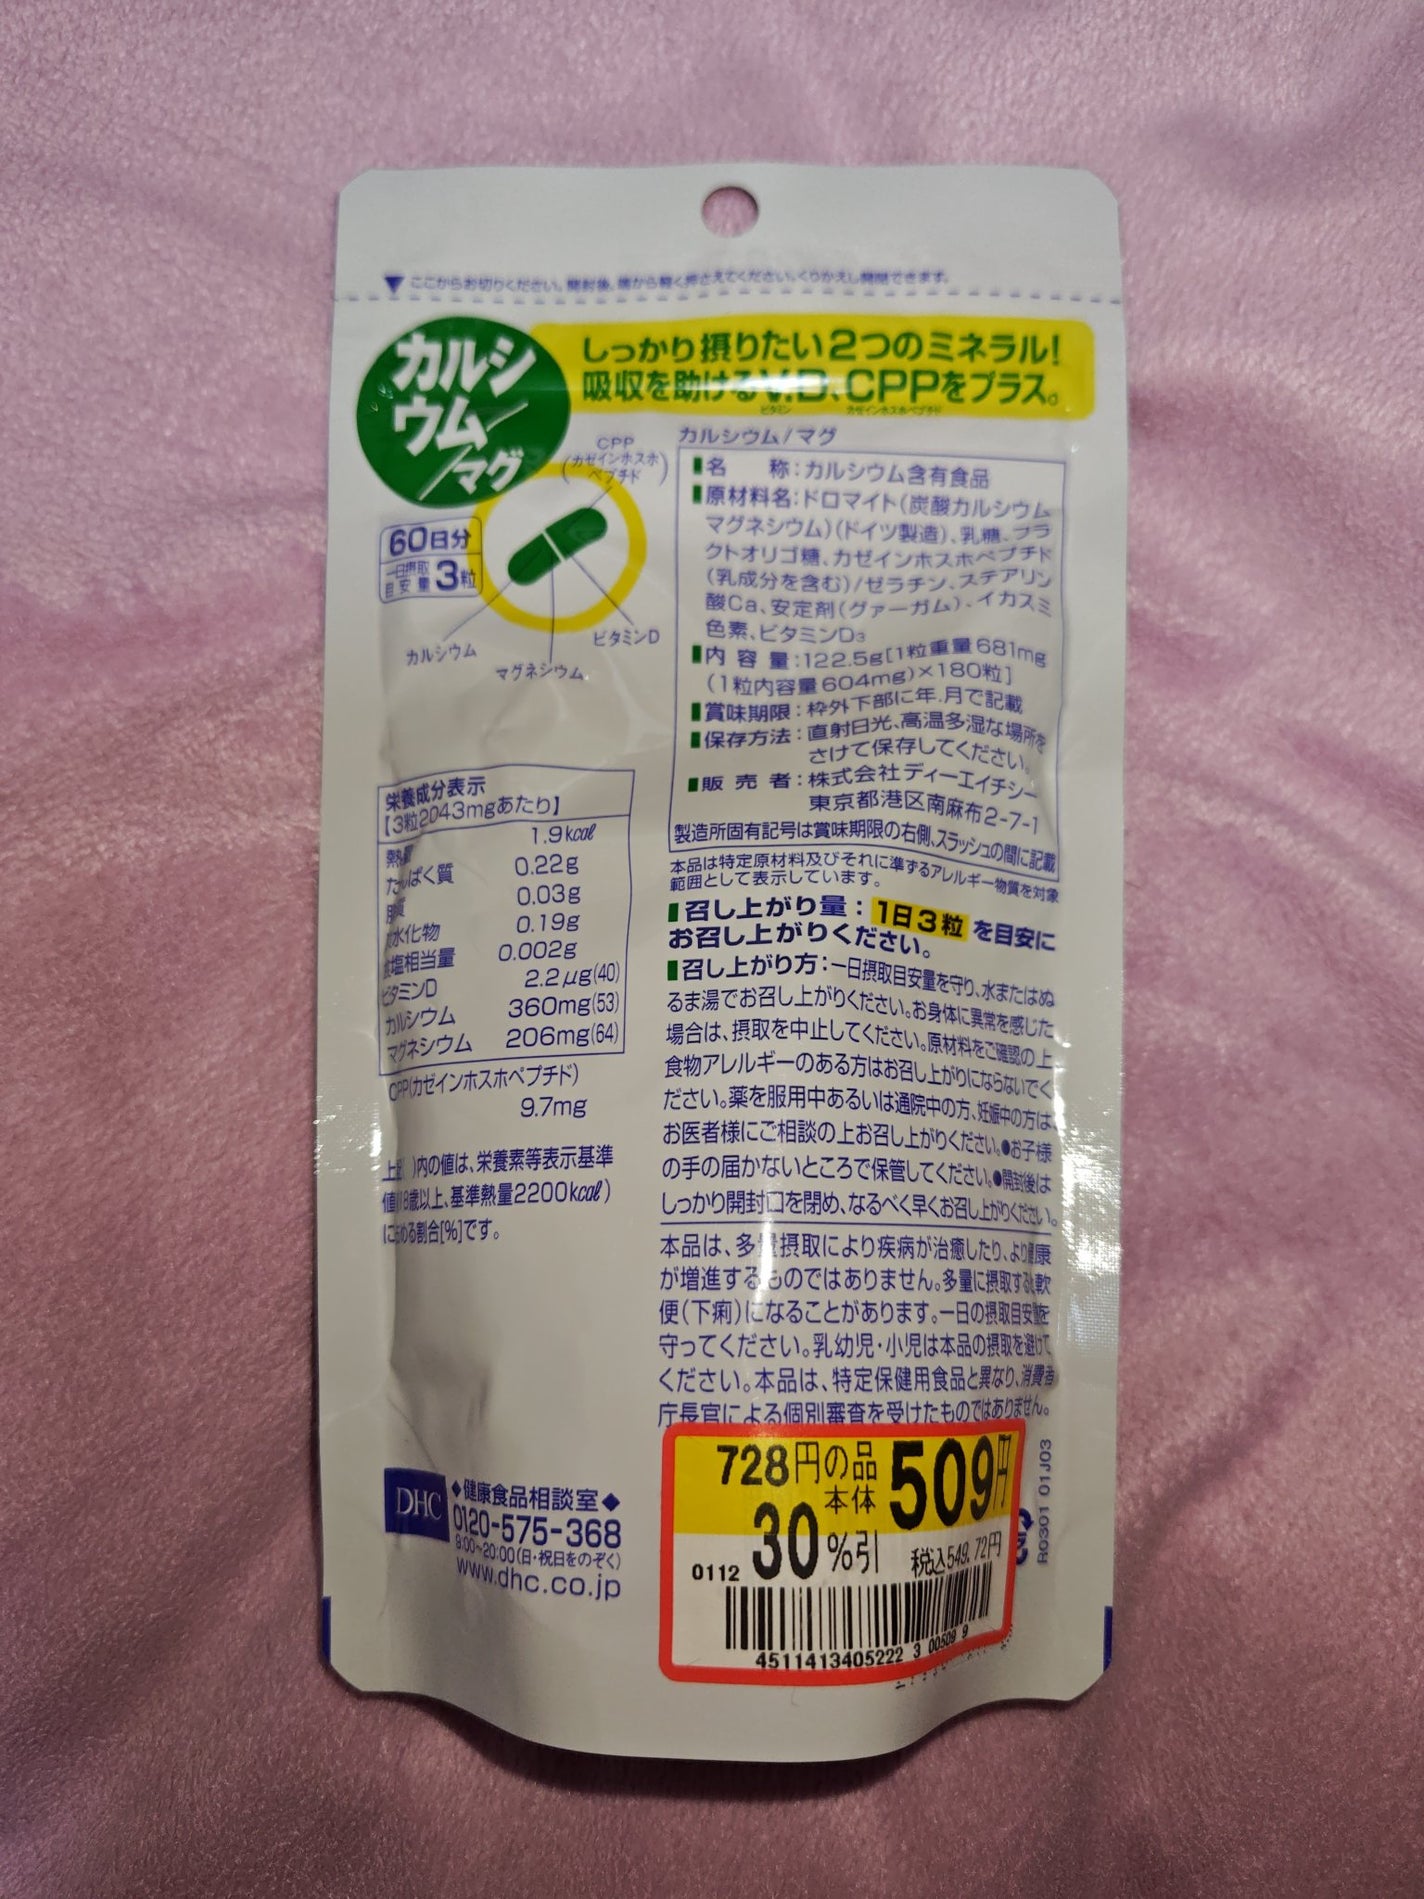 ▼ここからお切りください。開封後、端から軽く押さえてください。くりかえし開閉できます。
カルシ
ウム/
/マグ
しっかり摂りたい2つのミネラル!
吸収を助けるV.D、CPPをプラス。
ビタミン カゼインホスホペプチド
CPP
(カゼインホスホ
ペプチド)
60日分
一日摂取
目安量 3粒
カルシウム
マグネシウム
ビタミンD
カルシウム/マグ
■名 称:カルシウム含有食品
■原材料名:ドロマイト(炭酸カルシウム
マグネシウム)(ドイツ製造)、乳糖、フラ
クトオリゴ糖、カゼインホスホペプチド
(乳成分を含む)/ゼラチン、ステアリン
酸Ca、安定剤(グァーガム)、イカスミ
色素、ビタミンD₃
■内容量:122.5g[1粒重量681mg
(1粒内容量604mg)×180粒]
■賞味期限:枠外下部に年.月で記載
■保存方法:直射日光、高温多湿な場所を
さけて保存してください。
■販売者:株式会社ディーエイチシー
東京都港区南麻布2-7-1
製造所固有記号は賞味期限の右側、スラッシュの間に記載
本品は特定原材料及びそれに準ずるアレルギー物質を対象
範囲として表示しています。
■召し上がり量:1日3粒を目安に
お召し上がりください。
■召し上がり方:一日摂取目安量を守り、水またはぬ
るま湯でお召し上がりください。お身体に異常を感じた
場合は、摂取を中止してください。原材料をご確認の上
食物アレルギーのある方はお召し上がりにならないでく
ださい。薬を服用中あるいは通院中の方、妊娠中の方は、
お医者様にご相談の上お召し上がりください。●お子様
の手の届かないところで保管してください。●開封後は
しっかり開封口を閉め、なるべく早くお召し上がりください。
本品は、多量摂取により疾病が治癒したり、より健康
が増進するものではありません。多量に摂取すると軟
便(下痢)になることがあります。一日の摂取目安量を
守ってください。乳幼児・小児は本品の摂取を避けて
ください。本品は、特定保健用食品と異なり、消費者
庁長官による個別審査を受けたものではありません。
栄養成分表示
【3粒2043mgあたり】
熱量 1.9kcal
たんぱく質 0.22g
脂質 0.03g
炭水化物 0.19g
食塩相当量 0.002g
ビタミンD 2.2μg(40)
カルシウム 360mg(53)
マグネシウム 206mg(64)
CPP(カゼインホスホペプチド)
9.7mg
上記( )内の値は、栄養素等表示基準
値(18歳以上、基準熱量2200kcal)
に占める割合[%]です。
DHC
◆健康食品相談室◆
0120-575-368
9:00~20:00(日・祝日をのぞく)
www.dhc.co.jp
728円の品
本体 509円
0112 30%引 税込549.72円
4511413405222 3 00509 9
R0301 01J03